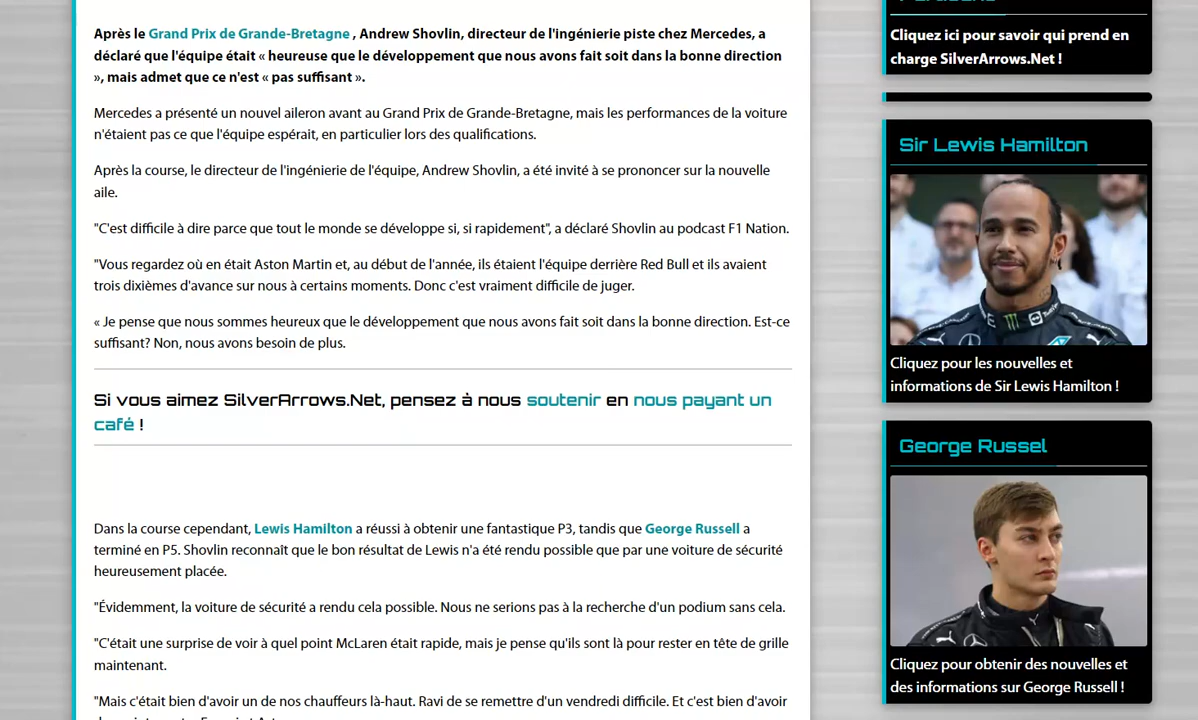 Après le Grand Prix de Grande-Bretagne , Andrew Shovlin, directeur de l'ingénierie piste chez Mercedes, a
déclaré que l'équipe était « heureuse que le développement que nous avons fait soit dans la bonne direction
», mais admet que ce n'est « pas suffisant ».
Mercedes a présenté un nouvel aileron avant au Grand Prix de Grande-Bretagne, mais les performances de la voiture
n'étaient pas ce que l'équipe espérait, en particulier lors des qualifications.
Après la course, le directeur de l'ingénierie de l'équipe, Andrew Shovlin, a été invité à se prononcer sur la nouvelle
aile.
"C'est difficile à dire parce que tout le monde se développe si, si rapidement", a déclaré Shovlin au podcast F1 Nation.
"Vous regardez où en était Aston Martin et, au début de l'année, ils étaient l'équipe derrière Red Bull et ils avaient
trois dixièmes d'avance sur nous à certains moments. Donc c'est vraiment difficile de juger.
« Je pense que nous sommes heureux que le développement que nous avons fait soit dans la bonne direction. Est-ce
suffisant? Non, nous avons besoin de plus.
Si vous aimez SilverArrows.Net, pensez à nous soutenir en nous payant un
café !
Dans la course cependant, Lewis Hamilton a réussi à obtenir une fantastique P3, tandis que George Russell a
terminé en P5. Shovlin reconnaît que le bon résultat de Lewis n'a été rendu possible que par une voiture de sécurité
heureusement placée.
"Évidemment, la voiture de sécurité a rendu cela possible. Nous ne serions pas à la recherche d'un podium sans cela.
"C'était une surprise de voir à quel point McLaren était rapide, mais je pense qu'ils sont là pour rester en tête de grille
maintenant.
"Mais c'était bien d'avoir un de nos chauffeurs là-haut. Ravi de se remettre d'un vendredi difficile. Et c'est bien d'avoir
Cliquez ici pour savoir qui prend en
charge SilverArrows.Net !
Sir Lewis Hamilton
Cliquez pour les nouvelles et
informations de Sir Lewis Hamilton !
George Russel
Cliquez pour obtenir des nouvelles et
des informations sur George Russell !